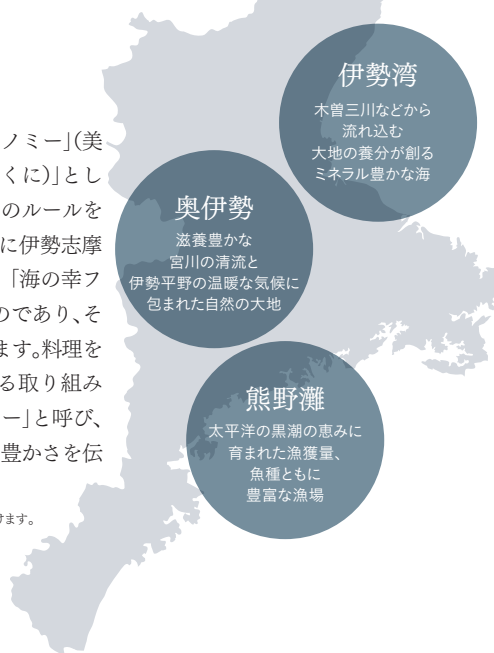 ノミー」(美
くに)」とし
のルールを
に伊勢志摩
「海の幸フ
のであり、そ
ます。料理を
る取り組み
ー」と呼び、
豊かさを伝
けます。
伊勢湾
木曽三川などから
流れ込む
大地の養分が創る
ミネラル豊かな海
奥伊勢
滋養豊かな
宮川の清流と
伊勢平野の温暖な気候に
包まれた自然の大地
熊野灘
太平洋の黒潮の恵みに
育まれた漁獲量、
魚種ともに
豊富な漁場